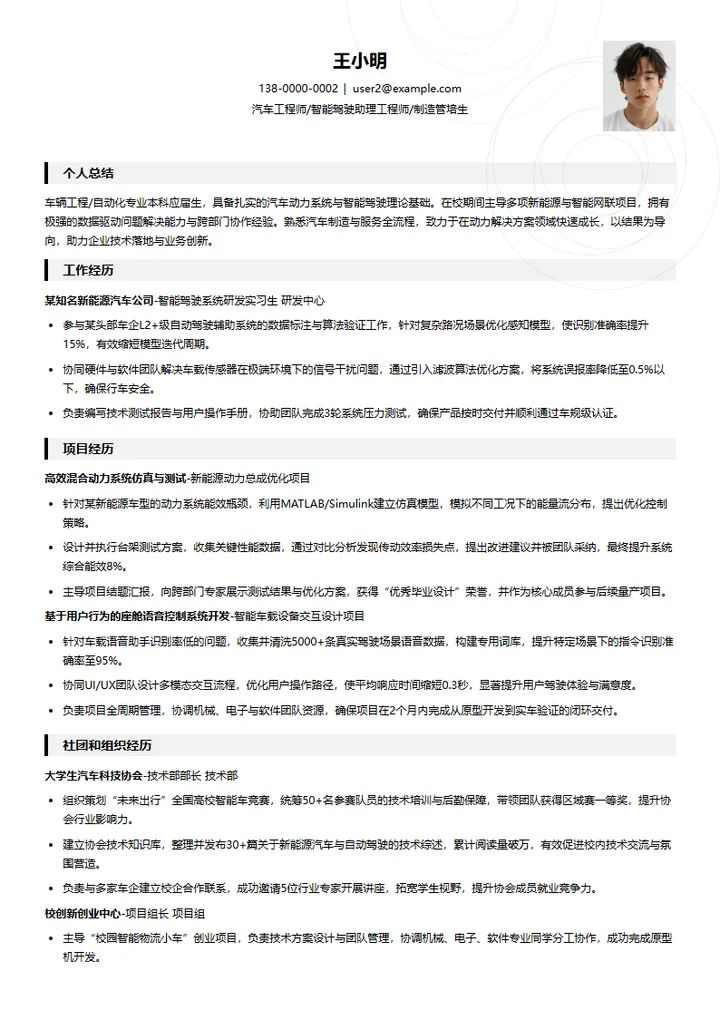 王小明
138-0000-0002 | user2@example.com
汽车工程师/智能驾驶助理工程师/制造管培生
个人总结
车辆工程/自动化专业本科应届生，具备扎实的汽车动力系统与智能驾驶理论基础。在校期间主导多项新能源与智能网联项目，拥有
极强的数据驱动问题解决能力与跨部门协作经验。熟悉汽车制造与服务全流程，致力于在动力解决方案领域快速成长，以结果为导
向，助力企业技术落地与业务创新。
工作经历
某知名新能源汽车公司-智能驾驶系统研发实习生 研发中心
• 参与某头部车企L2+级自动驾驶辅助系统的数据标注与算法验证工作，针对复杂路况场景优化感知模型，使识别准确率提升
15%，有效缩短模型迭代周期。
• 协同硬件与软件团队解决车载传感器在极端环境下的信号干扰问题，通过引入滤波算法优化方案，将系统误报率降低至0.5%以
下，确保行车安全。
• 负责编写技术测试报告与用户操作手册，协助团队完成3轮系统压力测试，确保产品按时交付并顺利通过车规级认证。
项目经历
高效混合动力系统仿真与测试-新能源动力总成优化项目
• 针对某新能源车型的动力系统能效瓶颈，利用MATLAB/Simulink建立仿真模型，模拟不同工况下的能量流分布，提出优化控制
策略。
• 设计并执行台架测试方案，收集关键性能数据，通过对比分析发现传动效率损失点，提出改进建议并被团队采纳，最终提升系统
综合能效8%。
• 主导项目结题汇报，向跨部门专家展示测试结果与优化方案，获得“优秀毕业设计”荣誉，并作为核心成员参与后续量产项目。
基于用户行为的座舱语音控制系统开发-智能车载设备交互设计项目
• 针对车载语音助手识别率低的问题，收集并清洗5000+条真实驾驶场景语音数据，构建专用词库，提升特定场景下的指令识别准
确率至95%。
• 协同UI/UX团队设计多模态交互流程，优化用户操作路径，使平均响应时间缩短0.3秒，显著提升用户驾驶体验与满意度。
• 负责项目全周期管理，协调机械、电子与软件团队资源，确保项目在2个月内完成从原型开发到实车验证的闭环交付。
社团和组织经历
大学生汽车科技协会-技术部部长 技术部
• 组织策划“未来出行”全国高校智能车竞赛，统筹50+名参赛队员的技术培训与后勤保障，带领团队获得区域赛一等奖，提升协
会行业影响力。
• 建立协会技术知识库，整理并发布30+篇关于新能源汽车与自动驾驶的技术综述，累计阅读量破万，有效促进校内技术交流与氛
围营造。
• 负责与多家车企建立校企合作联系，成功邀请5位行业专家开展讲座，拓宽学生视野，提升协会成员就业竞争力。
校创新创业中心-项目组长 项目组
• 主导“校园智能物流小车”创业项目，负责技术方案设计与团队管理，协调机械、电子、软件专业同学分工协作，成功完成原型
机开发。